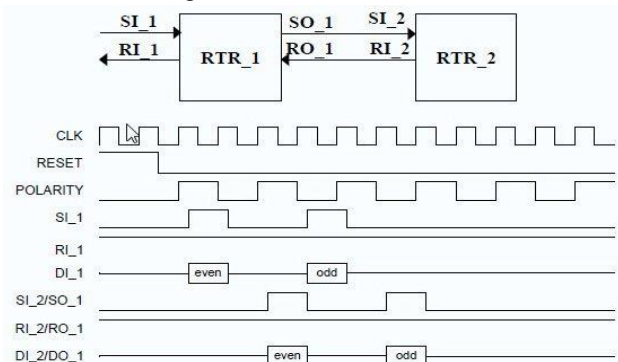 SI_1 SO_1 SI_2
RI_1 RTR_1 RO_1 RI_2 RTR_2
CLK
RESET
POLARITY
SI_1
RI_1
DI_1 even odd
SI_2/SO_1
RI_2/RO_1
DI_2/DO_1 even odd